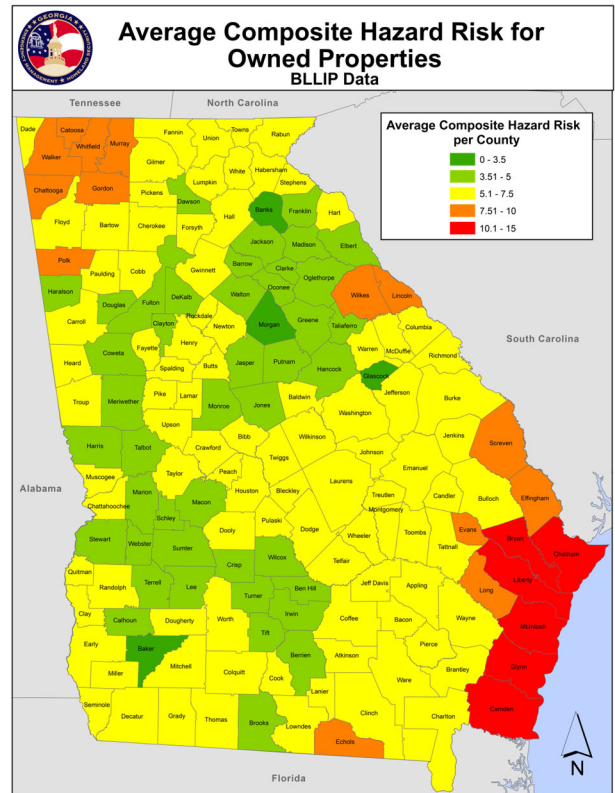 GEORGIA
EMERGENCY MANAGEMENT HOMELAND SECURITY
Average Composite Hazard Risk for
Owned Properties
BLLIP Data
Tennessee
North Carolina
Average Composite Hazard Risk
per County
0 - 3.5
3.51 - 5
5.1 - 7.5
7.51 - 10
10.1 - 15
Dade
Catoosa
Whitfield
Murray
Walker
Fannin
Union
Towns
Rabun
Gilmer
White
Habersham
Stephens
Lumpkin
Chattooga
Gordon
Pickens
Dawson
Hall
Banks
Franklin
Hart
Floyd
Bartow
Cherokee
Forsyth
Jackson
Madison
Elbert
Polk
Paulding
Cobb
Gwinnett
Barrow
Clarke
Oglethorpe
Oconee
Wilkes
Lincoln
Haralson
Douglas
Fulton
DeKalb
Walton
Rockdale
Clayton
Newton
Morgan
Greene
Taliaferro
Columbia
McDuffie
Warren
Richmond
South Carolina
Carroll
Coweta
Fayette
Henry
Spalding
Butts
Jasper
Putnam
Hancock
Glascock
Jefferson
Burke
Heard
Troup
Meriwether
Pike
Lamar
Monroe
Jones
Baldwin
Washington
Upson
Bibb
Wilkinson
Jenkins
Screven
Harris
Talbot
Crawford
Twiggs
Johnson
Emanuel
Alabama
Taylor
Peach
Muscogee
Chattahoochee
Marion
Macon
Houston
Bleckley
Laurens
Treutlen
Candler
Bulloch
Effingham
Montgomery
Schley
Dooly
Pulaski
Dodge
Wheeler
Toombs
Evans
Tattnall
Bryan
Chatham
Stewart
Webster
Sumter
Crisp
Wilcox
Telfair
Liberty
Long
Quitman
Randolph
Terrell
Lee
Turner
Ben Hill
Irwin
Jeff Davis
Appling
Wayne
McIntosh
Clay
Calhoun
Dougherty
Worth
Tift
Coffee
Bacon
Pierce
Early
Baker
Mitchell
Miller
Colquitt
Cook
Berrien
Atkinson
Ware
Brantley
Glynn
Lanier
Seminole
Decatur
Grady
Thomas
Brooks
Lowndes
Echols
Clinch
Charlton
Camden
Florida
N